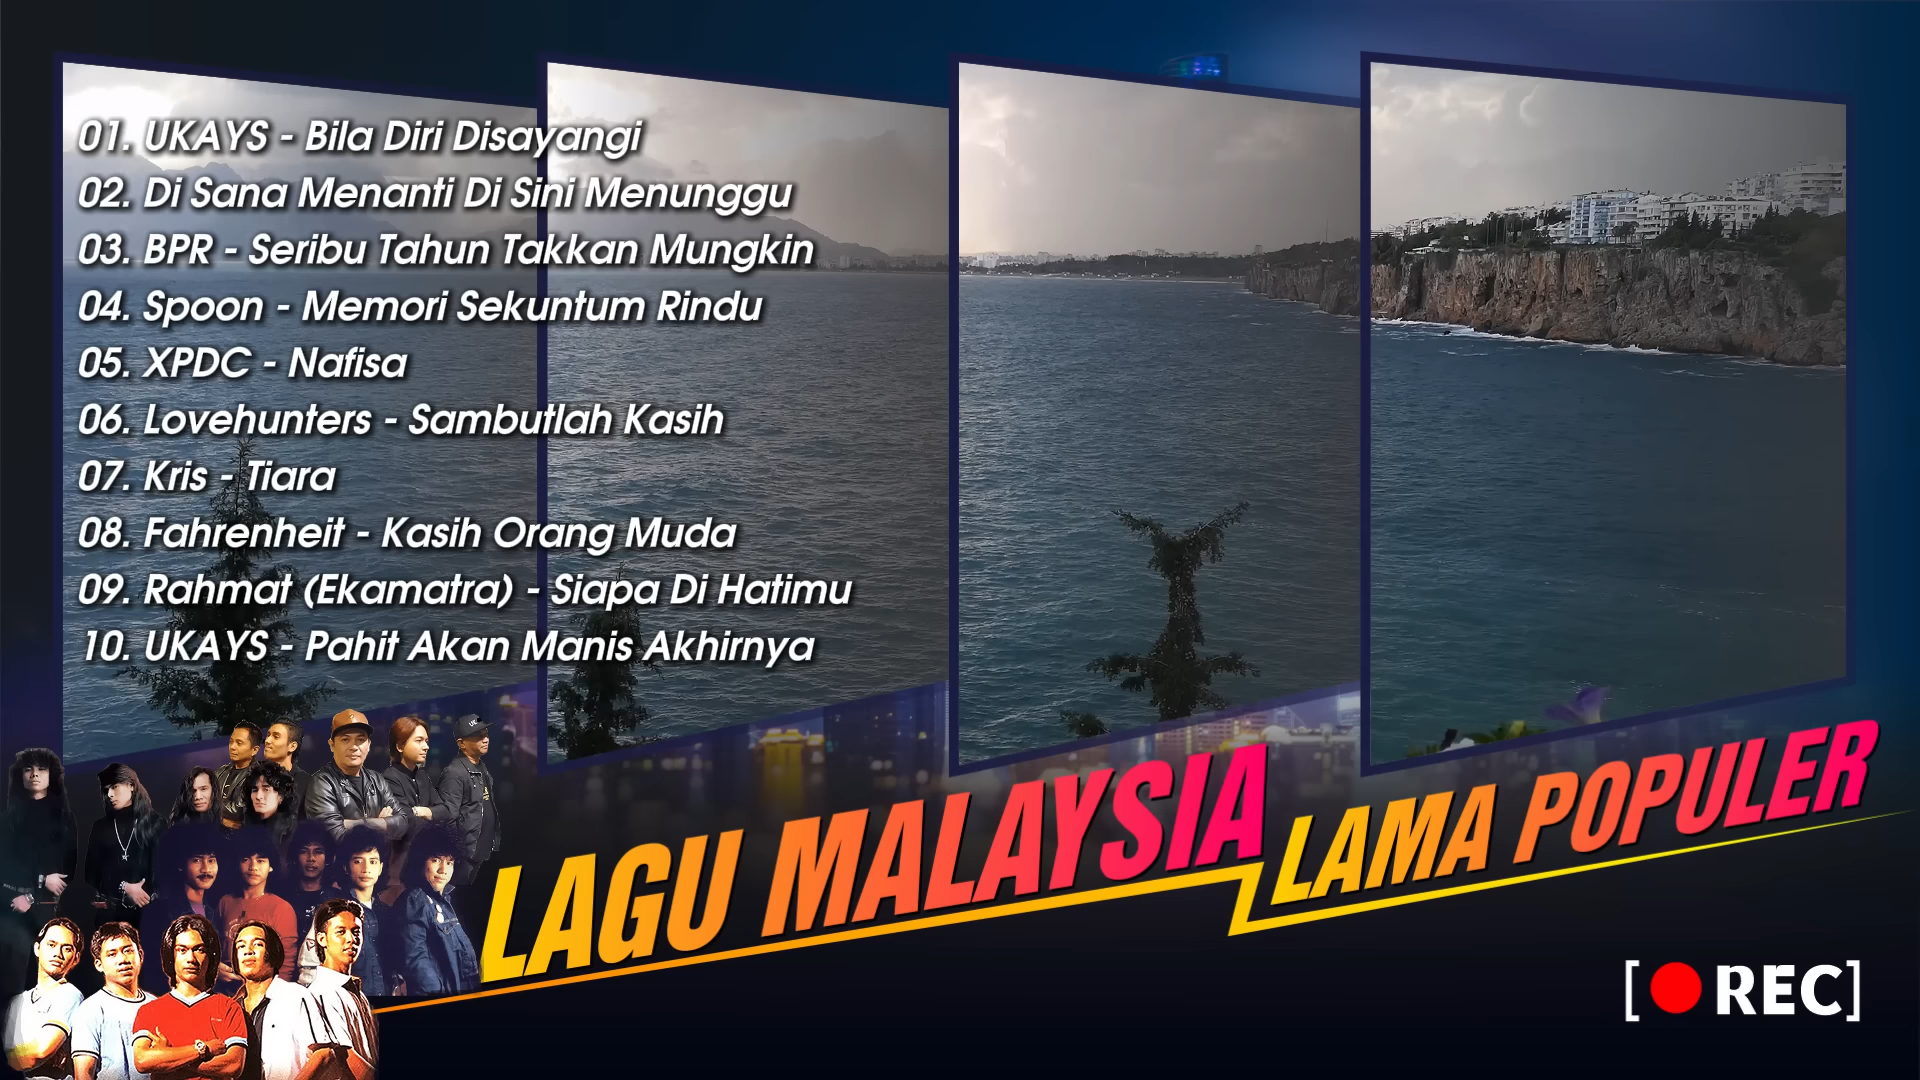 01. UKAYS - Bila Diri Disayangi
02. Di Sana Menanti Di Sini Menunggu
03. BPR - Seribu Tahun Takkan Mungkin
04. Spoon - Memori Sekuntum Rindu
05. XPDC - Nafisa
06. Lovehunters - Sambutlah Kasih
07. Kris - Tiara
08. Fahrenheit - Kasih Orang Muda
09. Rahmat (Ekamatra) - Siapa Di Hatimu
10. UKAYS - Pahit Akan Manis Akhirnya
LAGU MALAYSIA LAMA POPULER
[● REC]